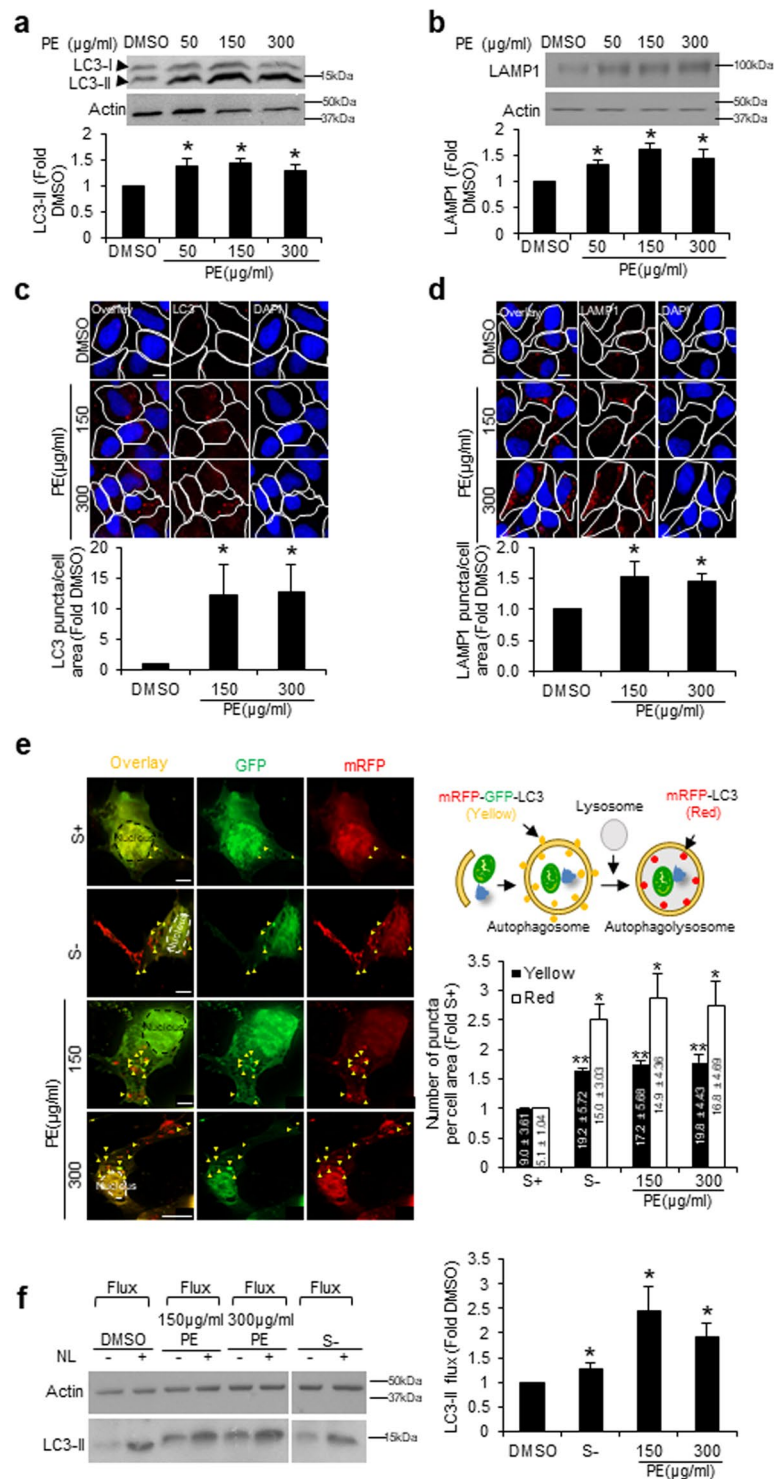 a
PE (µg/ml) DMSO 50 150 300
LC3-I
LC3-II
15kDa
Actin
50kDa
37kDa
LC3-II (Fold DMSO)
2
1.5
1
0.5
0
DMSO 50 150 300
PE(µg/ml)
b
PE (µg/ml) DMSO 50 150 300
LAMP1
100kDa
Actin
50kDa
37kDa
LAMP1 (Fold DMSO)
2
1.5
1
0.5
0
* * *
DMSO 50 150 300
PE(µg/ml)
c
Overlay LC3 DAPI
DMSO
150
300
PE(µg/ml)
LC3 puncta/cell
area (Fold DMSO)
20
15
10
5
0
* *
DMSO 150 300
PE(µg/ml)
d
Overlay LAMP1 DAPI
DMSO
150
300
PE(µg/ml)
LAMP1 puncta/cell
area (Fold DMSO)
2.0
1.5
1.0
0.5
0.0
* *
DMSO 150 300
PE(µg/ml)
e
Overlay GFP mRFP
S+
Nucleous
S-
Nucleous
150
Nucleous
300
Nucleous
PE(µg/ml)
mRFP-GFP-LC3
(Yellow)
Lysosome
mRFP-LC3
(Red)
Autophagosome
Autophagolysosome
Number of puncta
per cell area (Fold S+)
3.5
3
2.5
2
1.5
1
0.5
0
Yellow
Red
** * ** * ** *
9.0 ± 3.61
5.1 ± 1.04
19.2 ± 5.72
15.0 ± 3.03
17.2 ± 5.68
14.9 ± 4.36
19.8 ± 4.43
16.8 ± 4.69
S+ S- 150 300
PE(µg/ml)
f
Flux Flux Flux Flux
150µg/ml 300µg/ml
DMSO PE PE S-
NL - + - + - + - +
Actin
50kDa
37kDa
LC3-II
15kDa
LC3-II flux (Fold DMSO)
3.5
3
2.5
2
1.5
1
0.5
0
* * *
DMSO S- 150 300
PE(µg/ml)